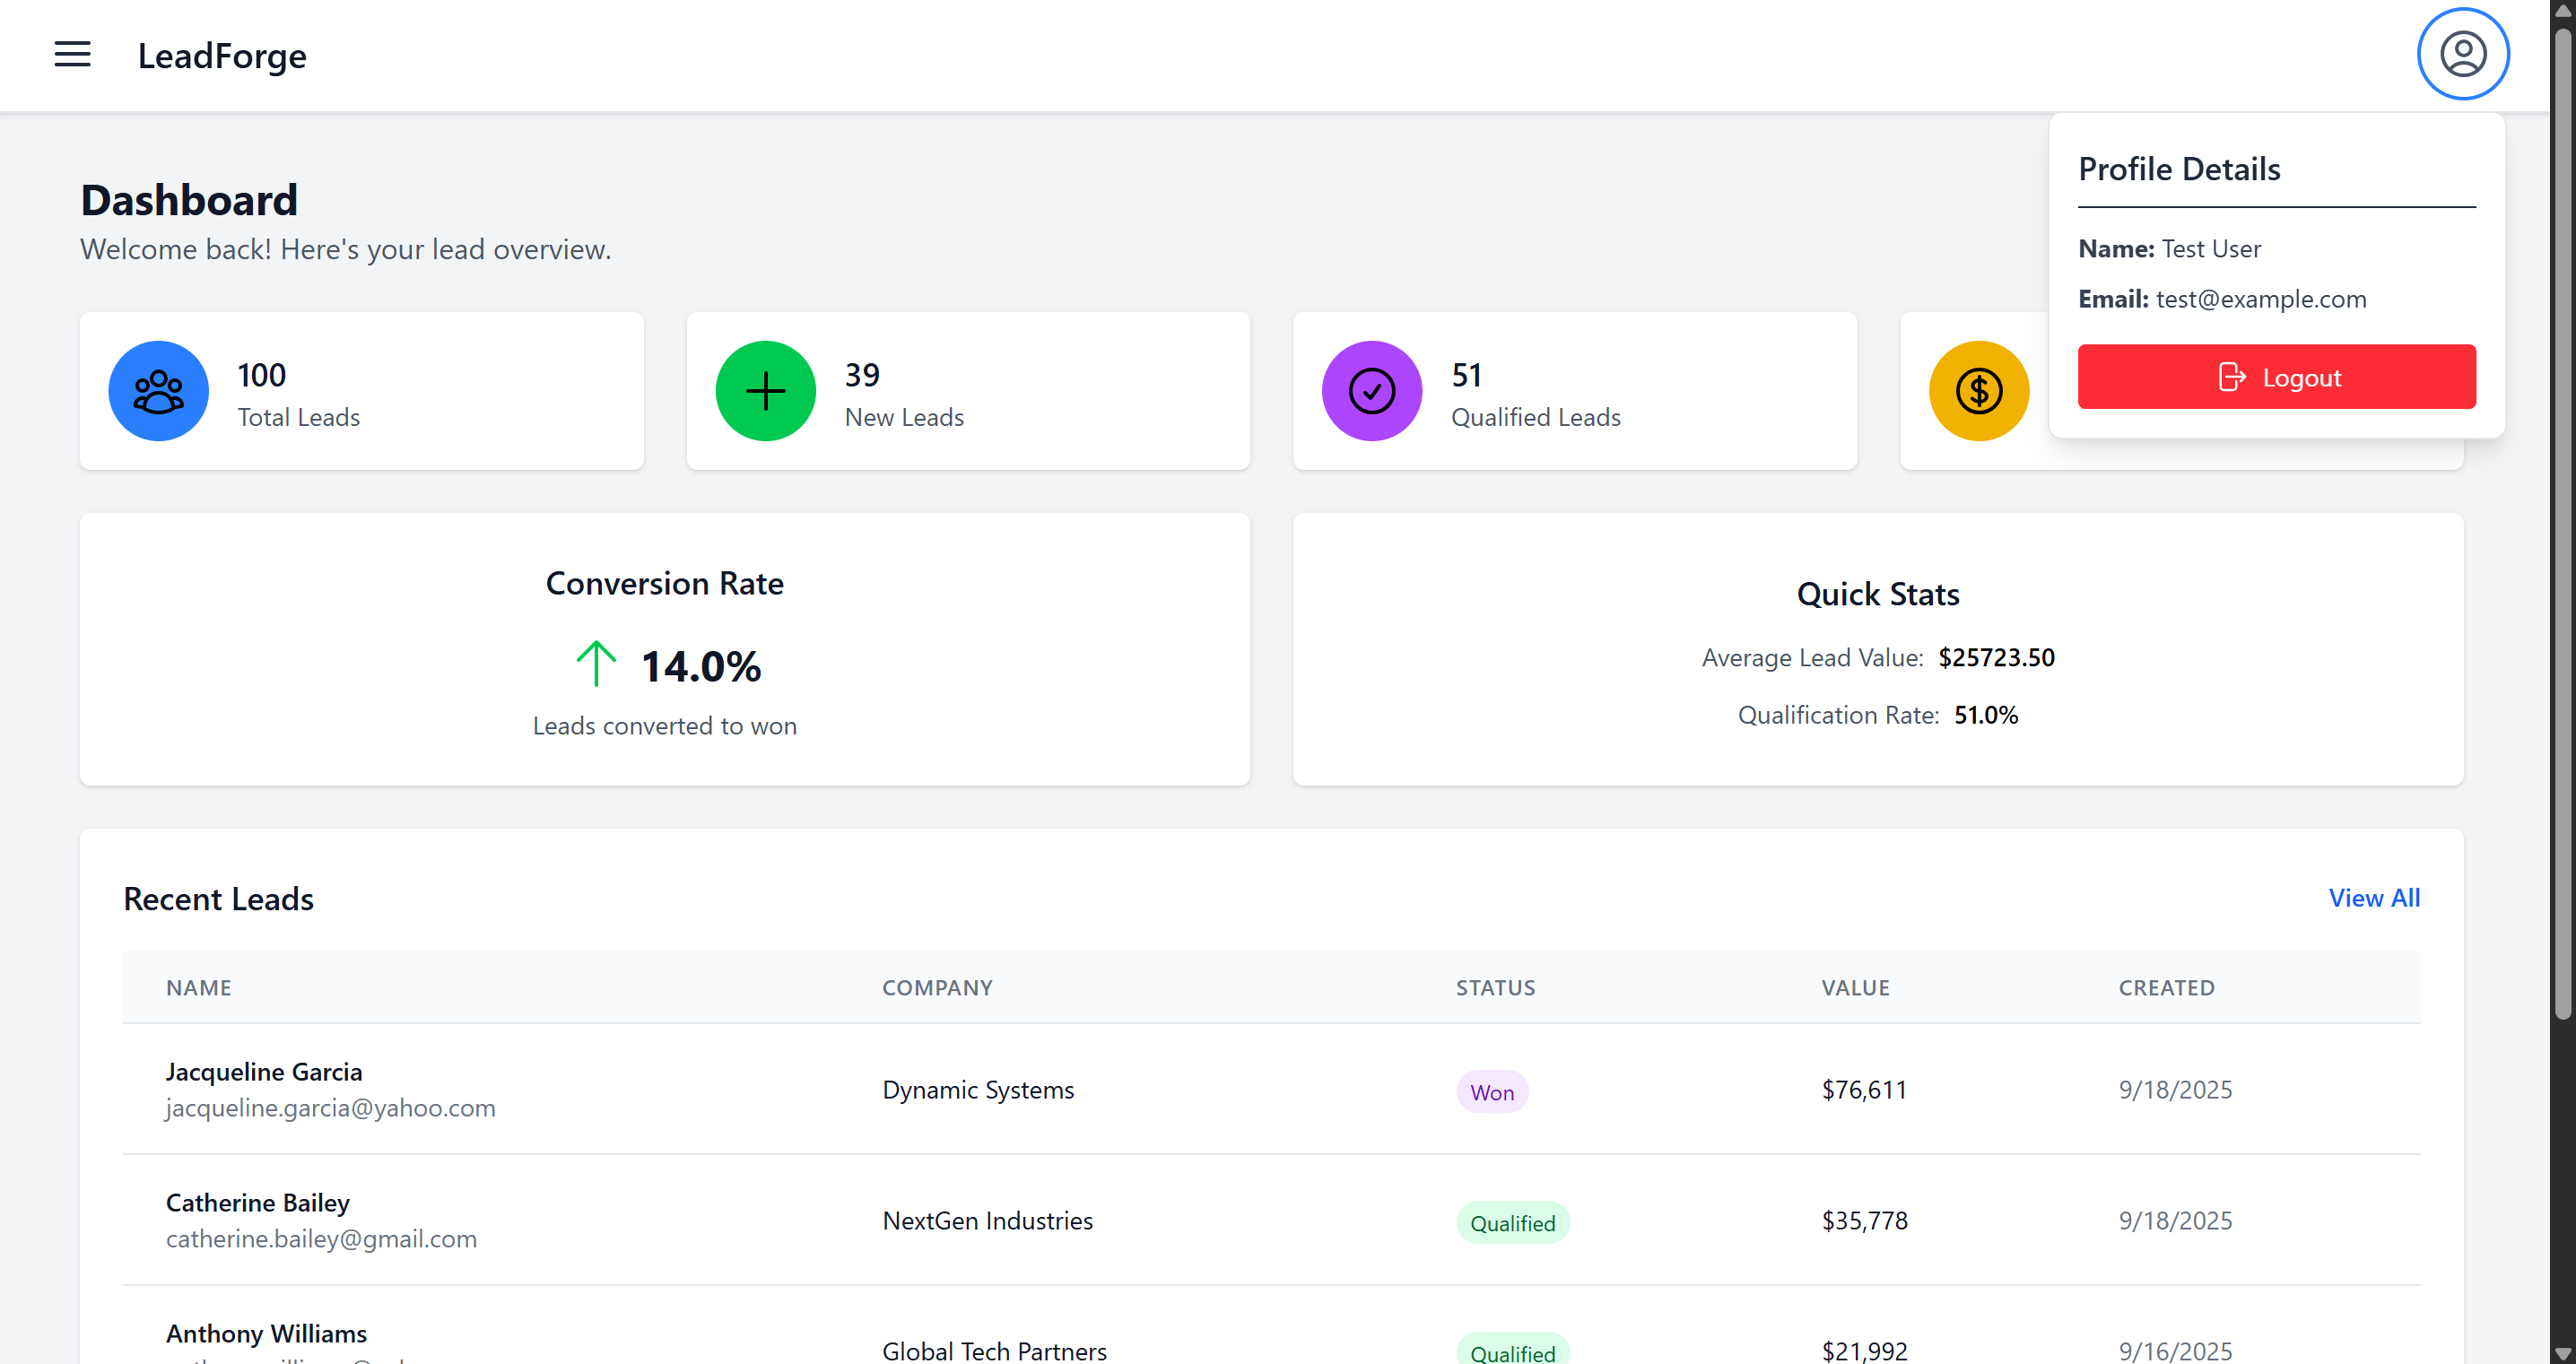 LeadForge
Profile Details
Name: Test User
Email: test@example.com
Logout
Dashboard
Welcome back! Here's your lead overview.
100
Total Leads
39
New Leads
51
Qualified Leads
Conversion Rate
14.0%
Leads converted to won
Quick Stats
Average Lead Value: $25723.50
Qualification Rate: 51.0%
Recent Leads
View All
NAME COMPANY STATUS VALUE CREATED
Jacqueline Garcia
jacqueline.garcia@yahoo.com
Dynamic Systems Won $76,611 9/18/2025
Catherine Bailey
catherine.bailey@gmail.com
NextGen Industries Qualified $35,778 9/18/2025
Anthony Williams
Global Tech Partners Qualified $21,992 9/16/2025